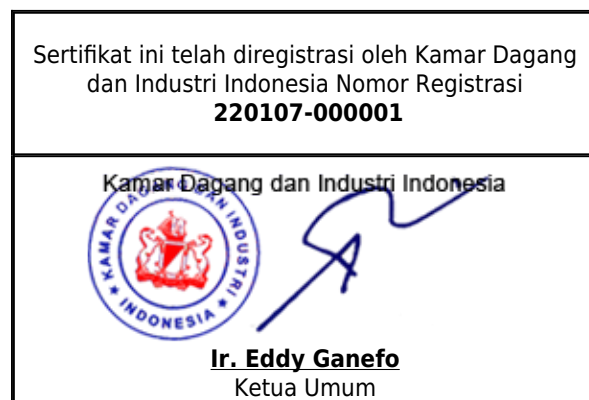 Sertifikat ini telah diregistrasi oleh Kamar Dagang
dan Industri Indonesia Nomor Registrasi
220107-000001
Kamar Dagang dan Industri Indonesia
KAMAR DAGANG DAN INDUSTRI
INDONESIA
Ir. Eddy Ganefo
Ketua Umum